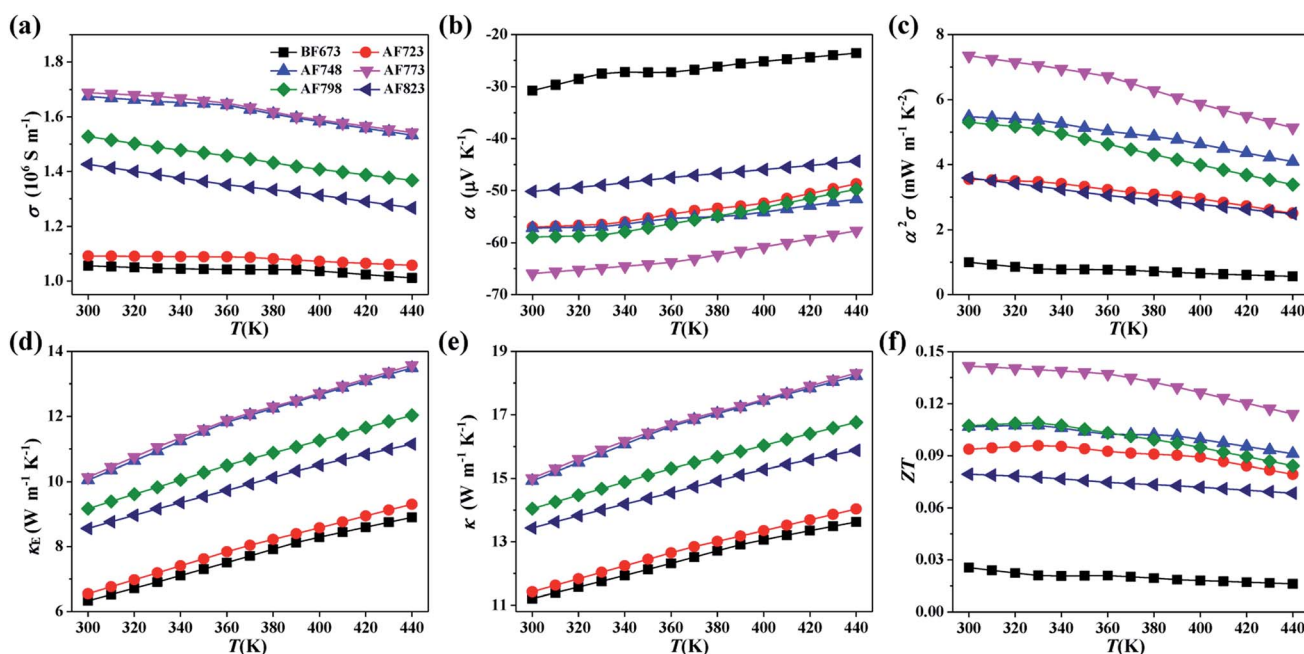 (a)
1.8
1.6
1.4
1.2
1.0
σ (10⁶ S m⁻¹)
BF673
AF723
AF748
AF773
AF798
AF823
300 320 340 360 380 400 420 440
T(K)
(b)
-20
-30
-40
-50
-60
-70
α (μV K⁻¹)
300 320 340 360 380 400 420 440
T(K)
(c)
8
6
4
2
0
α²σ (mW m⁻¹ K⁻²)
300 320 340 360 380 400 420 440
T(K)
(d)
14
12
10
8
6
κE (W m⁻¹ K⁻¹)
300 320 340 360 380 400 420 440
T(K)
(e)
19
17
15
13
11
κ (W m⁻¹ K⁻¹)
300 320 340 360 380 400 420 440
T(K)
(f)
0.15
0.12
0.09
0.06
0.03
0.00
ZT
300 320 340 360 380 400 420 440
T(K)